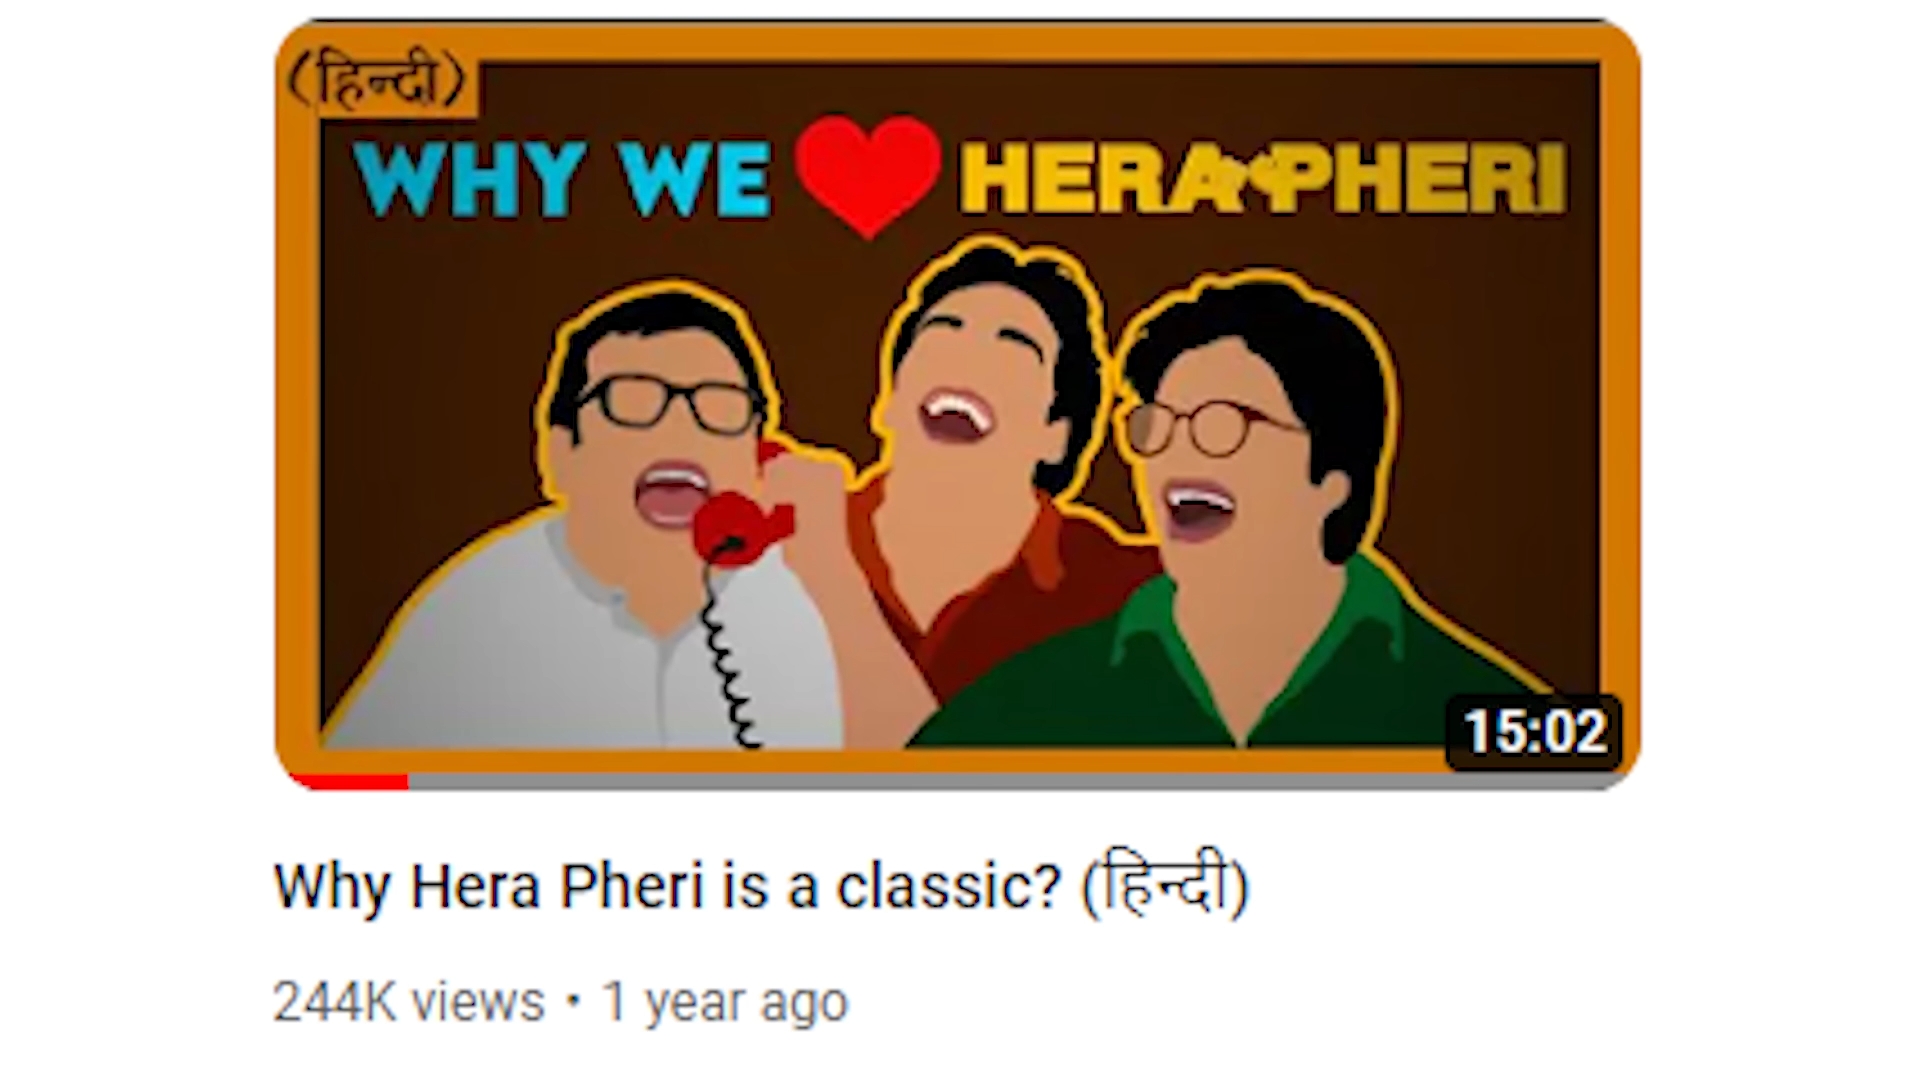 (हिन्दी)
WHY WE ❤ HERA PHERI
15:02
Why Hera Pheri is a classic? (हिन्दी)
244K views • 1 year ago